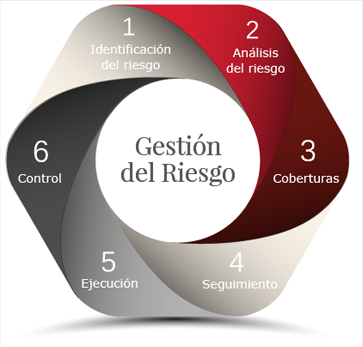 1
Identificación
del riesgo
2
Análisis
del riesgo
3
Coberturas
4
Seguimiento
5
Ejecución
6
Control
Gestión
del Riesgo